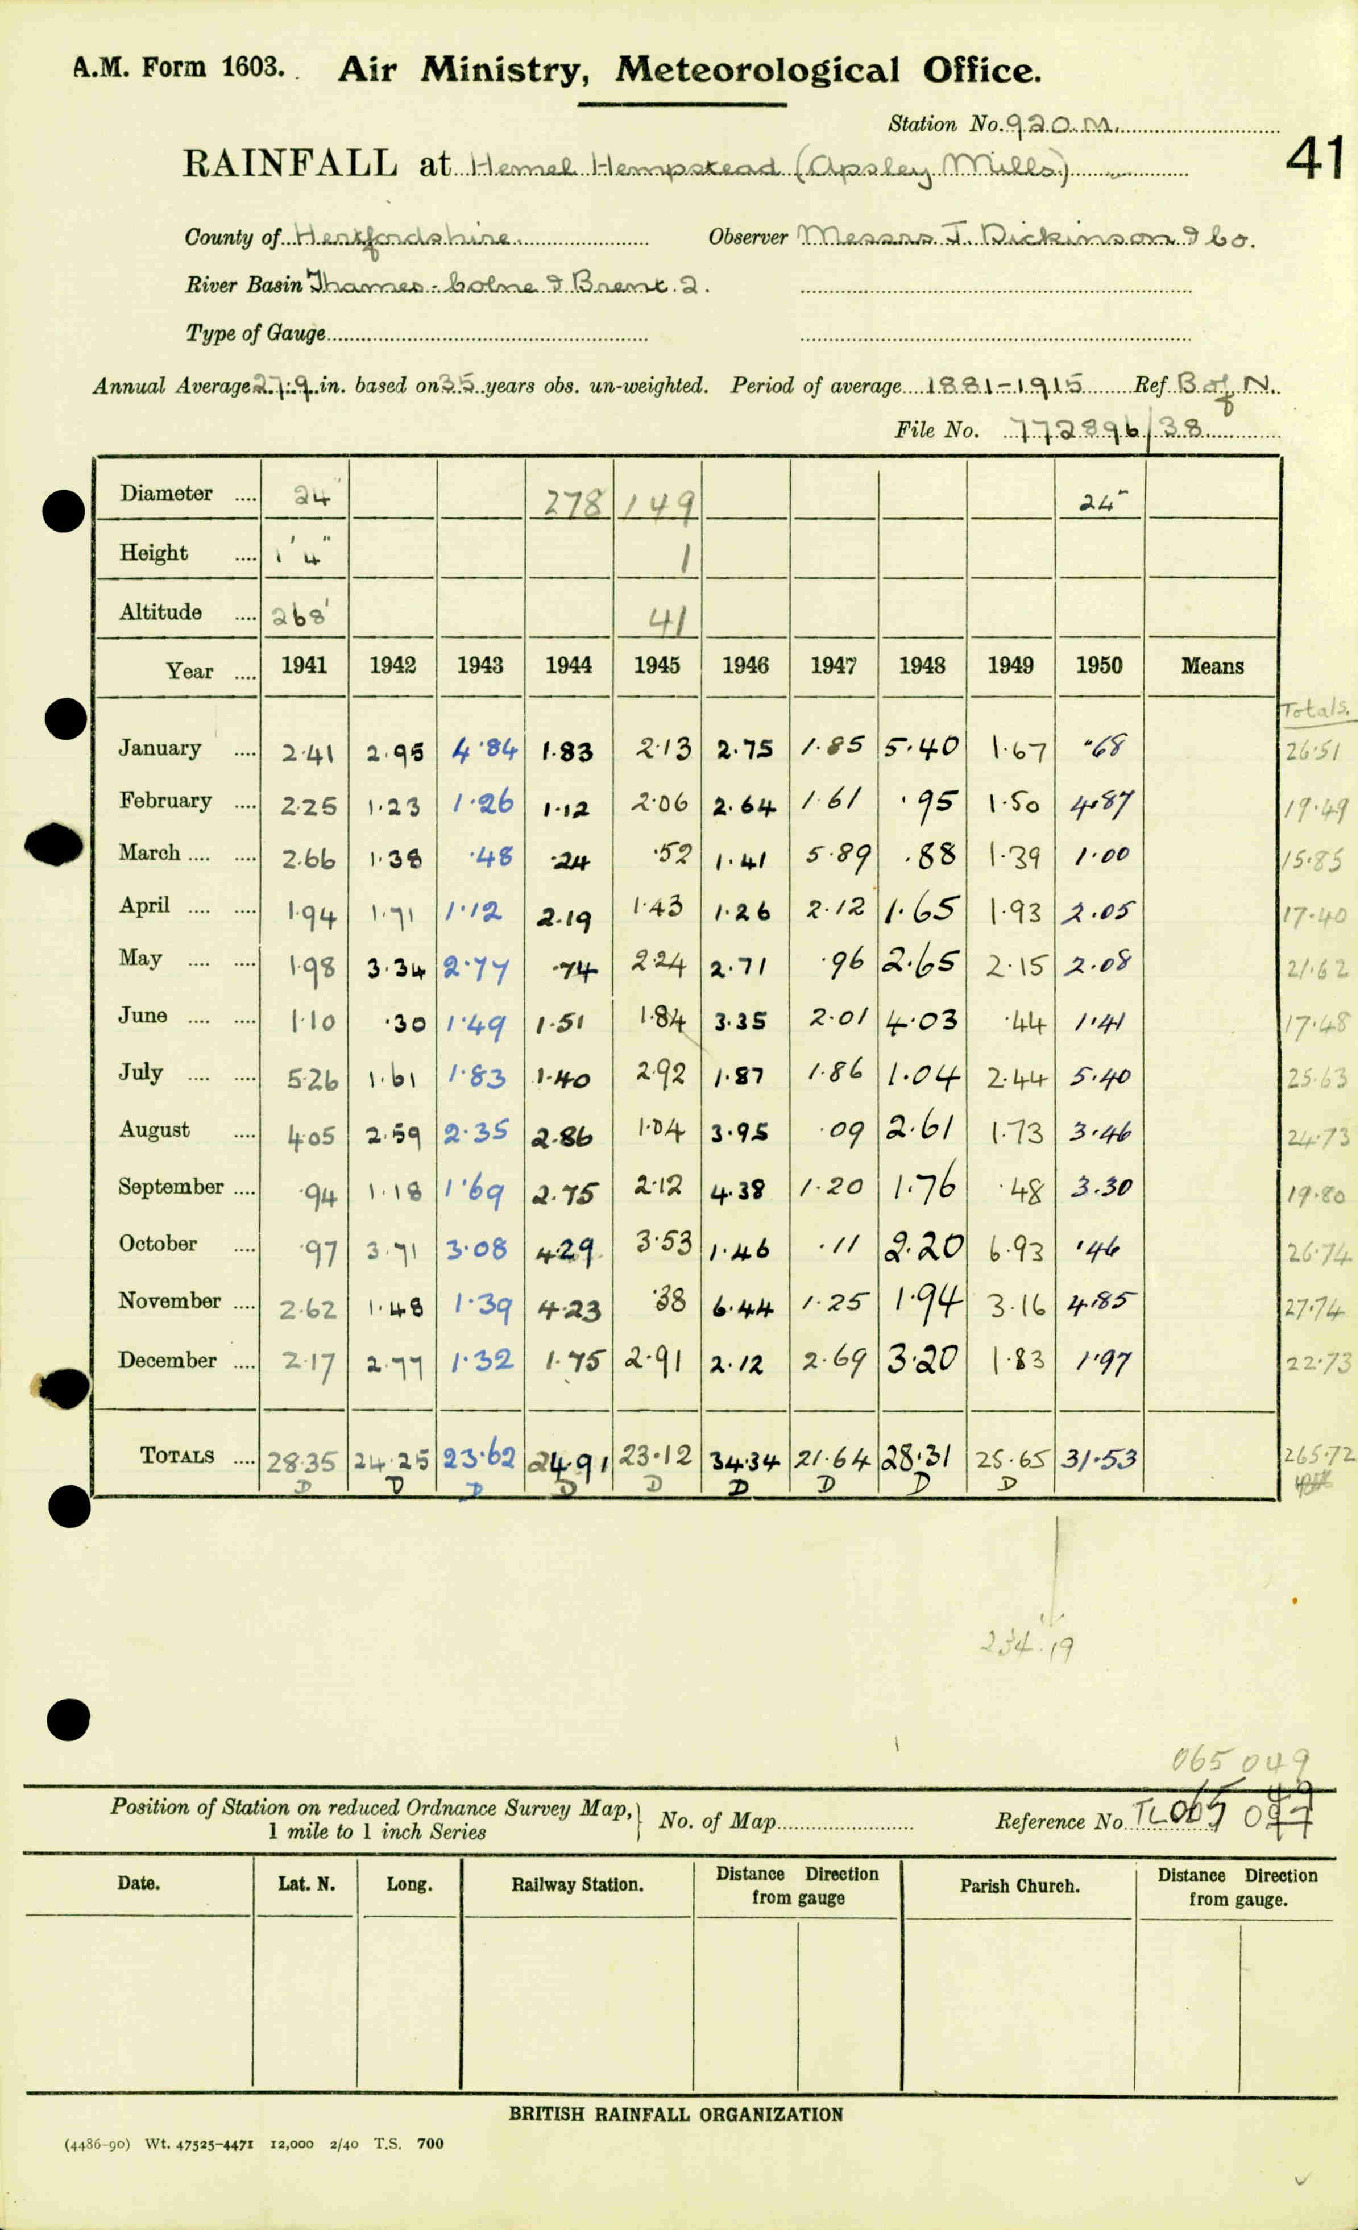 A.M. Form 1603. Air Ministry, Meteorological Office.
Station No. 920.M.
41
RAINFALL at Hemel Hempstead (Apsley Mills)
County of Hertfordshire. Observer Messrs J. Dickinson & Co.
River Basin Thames - Colne & Brent. 2.
Type of Gauge
Annual Average 27.9 in. based on 35 years obs. un-weighted. Period of average 1881-1915 Ref B of N.
File No. 772896/38
Diameter .... 24" 278 149 24"
Height .... 1' 4" 1
Altitude .... 268' 41
Year .... 1941 1942 1943 1944 1945 1946 1947 1948 1949 1950 Means
Totals.
January .... 2.41 2.95 4.84 1.83 2.13 2.75 1.85 5.40 1.67 .68 26.51
February .... 2.25 1.23 1.26 1.12 2.06 2.64 1.61 .95 1.50 4.87 19.49
March .... .... 2.66 1.38 .48 .24 .52 1.41 5.89 .88 1.39 1.00 15.85
April .... .... 1.94 1.71 1.12 2.19 1.43 1.26 2.12 1.65 1.93 2.05 17.40
May .... .... 1.98 3.34 2.77 .74 2.24 2.71 .96 2.65 2.15 2.08 21.62
June .... .... 1.10 .30 1.49 1.51 1.84 3.35 2.01 4.03 .44 1.41 17.48
July .... .... 5.26 1.61 1.83 1.40 2.92 1.87 1.86 1.04 2.44 5.40 25.63
August .... 4.05 2.59 2.35 2.86 1.04 3.95 .09 2.61 1.73 3.46 24.73
September .... .94 1.18 1.69 2.75 2.12 4.38 1.20 1.76 .48 3.30 19.80
October .... .97 3.71 3.08 4.29 3.53 1.46 .11 2.20 6.93 .46 26.74
November .... 2.62 1.48 1.39 4.23 .38 6.44 1.25 1.94 3.16 4.85 27.74
December .... 2.17 2.77 1.32 1.75 2.91 2.12 2.69 3.20 1.83 1.97 22.73
TOTALS .... 28.35 24.25 23.62 24.91 23.12 34.34 21.64 28.31 25.65 31.53 265.72
D D D D D D D D D
234.19
065 049
Position of Station on reduced Ordnance Survey Map, 1 mile to 1 inch Series } No. of Map Reference No. TL 065 049
Date. Lat. N. Long. Railway Station. Distance Direction from gauge Parish Church. Distance Direction from gauge.
BRITISH RAINFALL ORGANIZATION
(4486-90) Wt. 47525-4471 12,000 2/40 T.S. 700